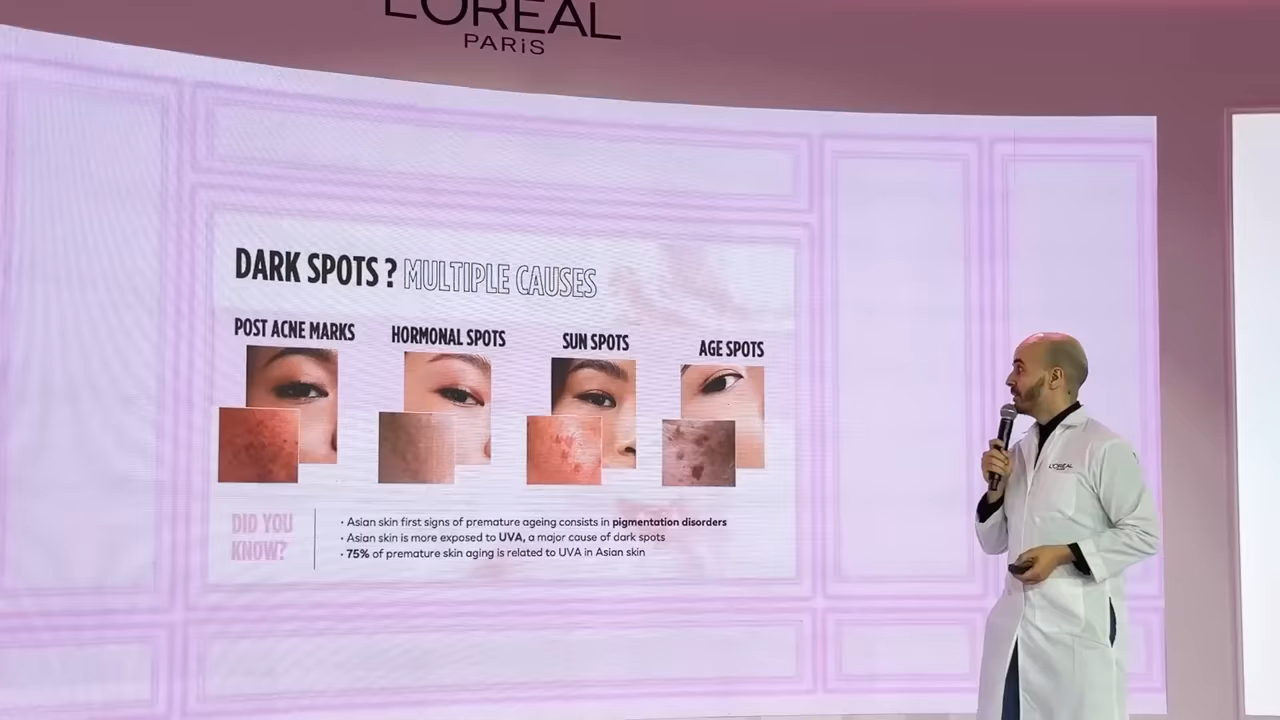 L'ORÉAL
PARIS
DARK SPOTS ? MULTIPLE CAUSES
POST ACNE MARKS
HORMONAL SPOTS
SUN SPOTS
AGE SPOTS
DID YOU
KNOW?
· Asian skin first signs of premature ageing consists in pigmentation disorders
· Asian skin is more exposed to UVA, a major cause of dark spots
· 75% of premature skin aging is related to UVA in Asian skin
L'ORÉAL